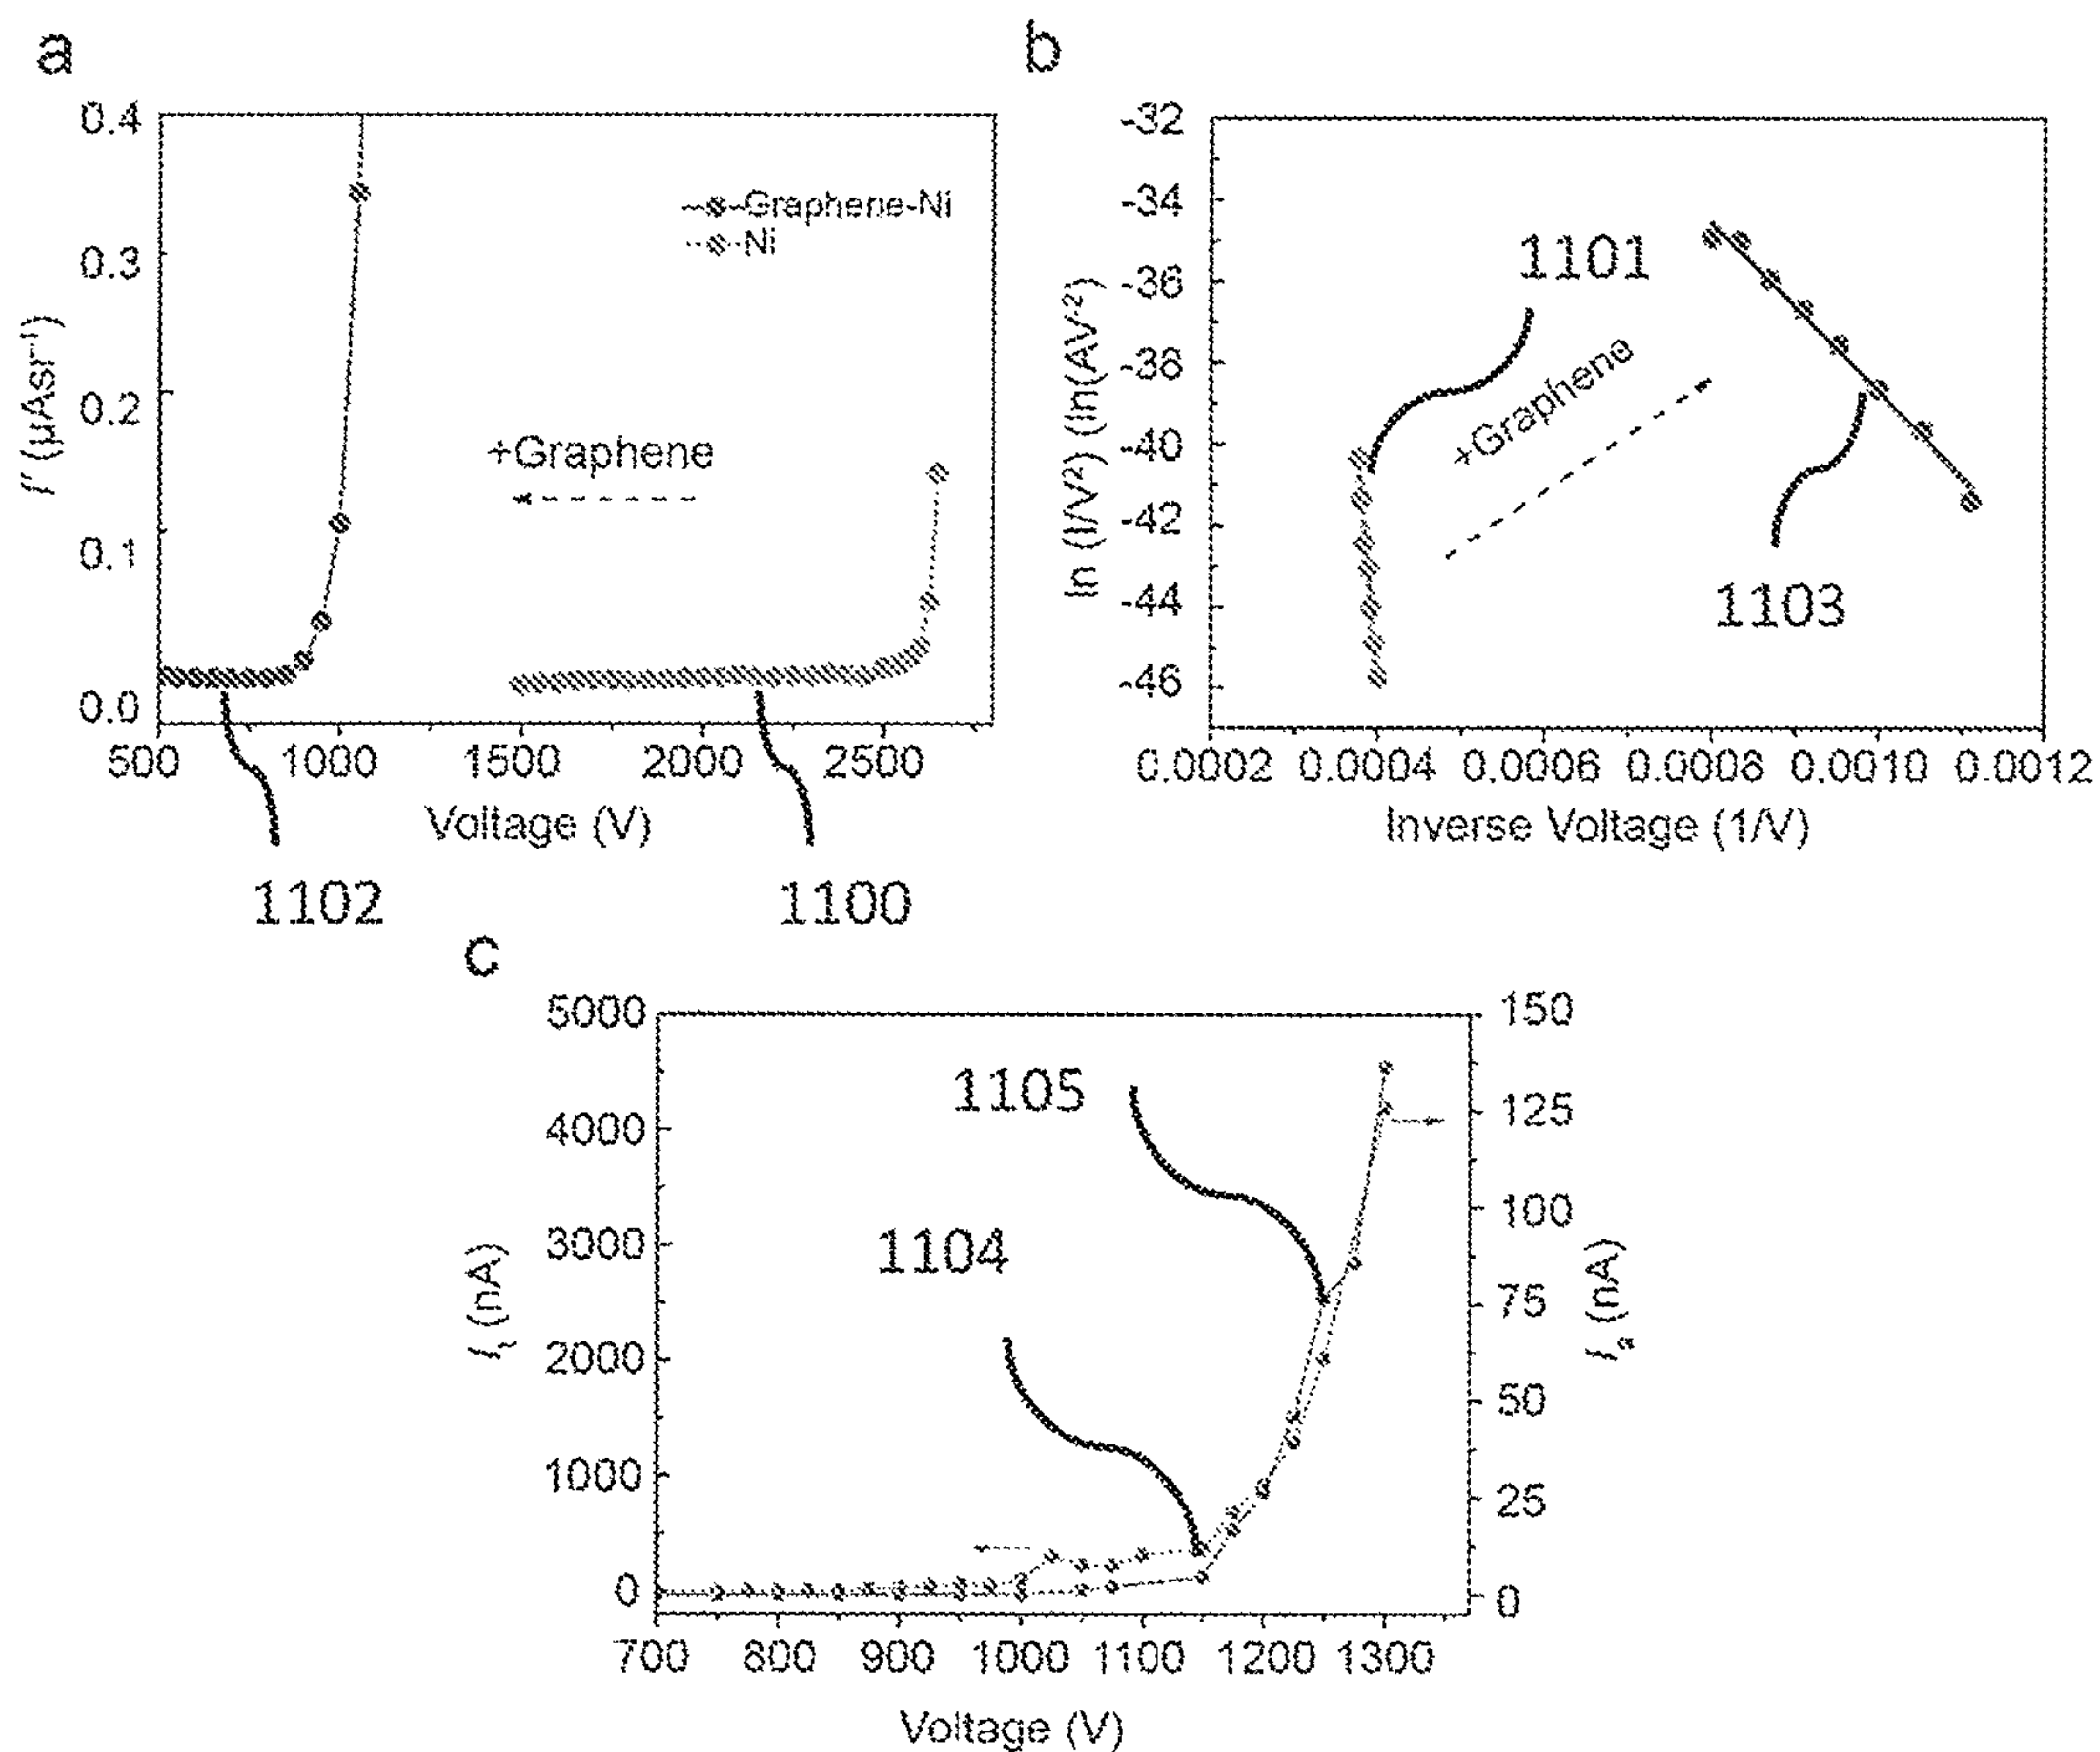 a
0.4
0.3
0.2
0.1
0.0
I' (μAsr⁻¹)
Graphene-Ni
Ni
+Graphene
500 1000 1500 2000 2500
Voltage (V)
1102
1100
b
-32
-34
-36
-38
-40
-42
-44
-46
ln (I/V²) (ln(AV⁻²)
1101
+Graphene
1103
0.0002 0.0004 0.0006 0.0008 0.0010 0.0012
Inverse Voltage (1/V)
c
5000
4000
3000
2000
1000
0
(nA)
1105
1104
150
125
100
75
50
25
0
(nA)
700 800 900 1000 1100 1200 1300
Voltage (V)